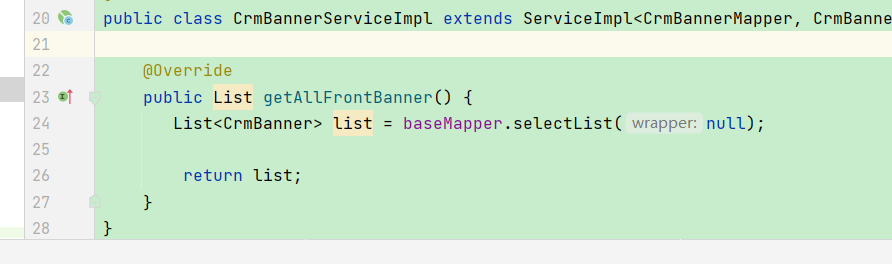 20 public class CrmBannerServiceImpl extends ServiceImpl<CrmBannerMapper, CrmBanne
21
22 @Override
23 public List getAllFrontBanner() {
24 List<CrmBanner> list = baseMapper.selectList( wrapper: null);
25
26 return list;
27 }
28 }